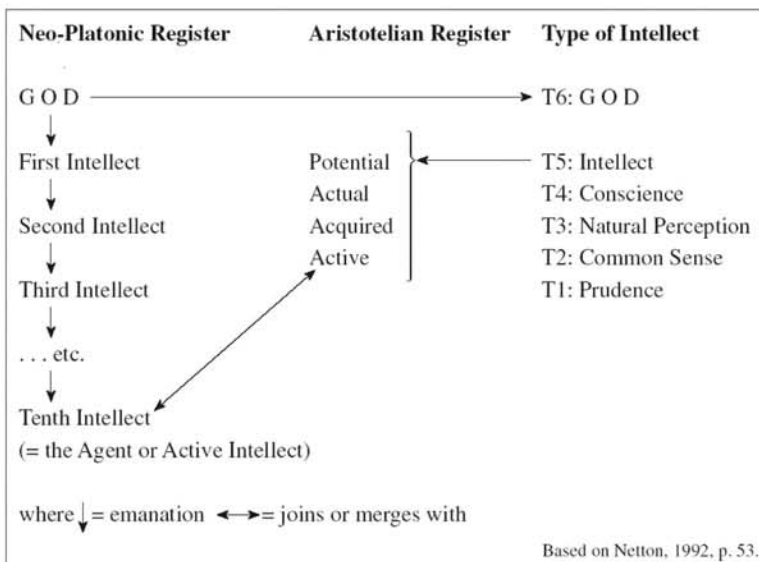 Neo-Platonic Register Aristotelian Register Type of Intellect
G O D T6: G O D
First Intellect Potential T5: Intellect
Actual T4: Conscience
Second Intellect Acquired T3: Natural Perception
Active T2: Common Sense
Third Intellect T1: Prudence
. . . etc.
Tenth Intellect
(= the Agent or Active Intellect)
where ↓ = emanation ↔ = joins or merges with
Based on Netton, 1992, p. 53.